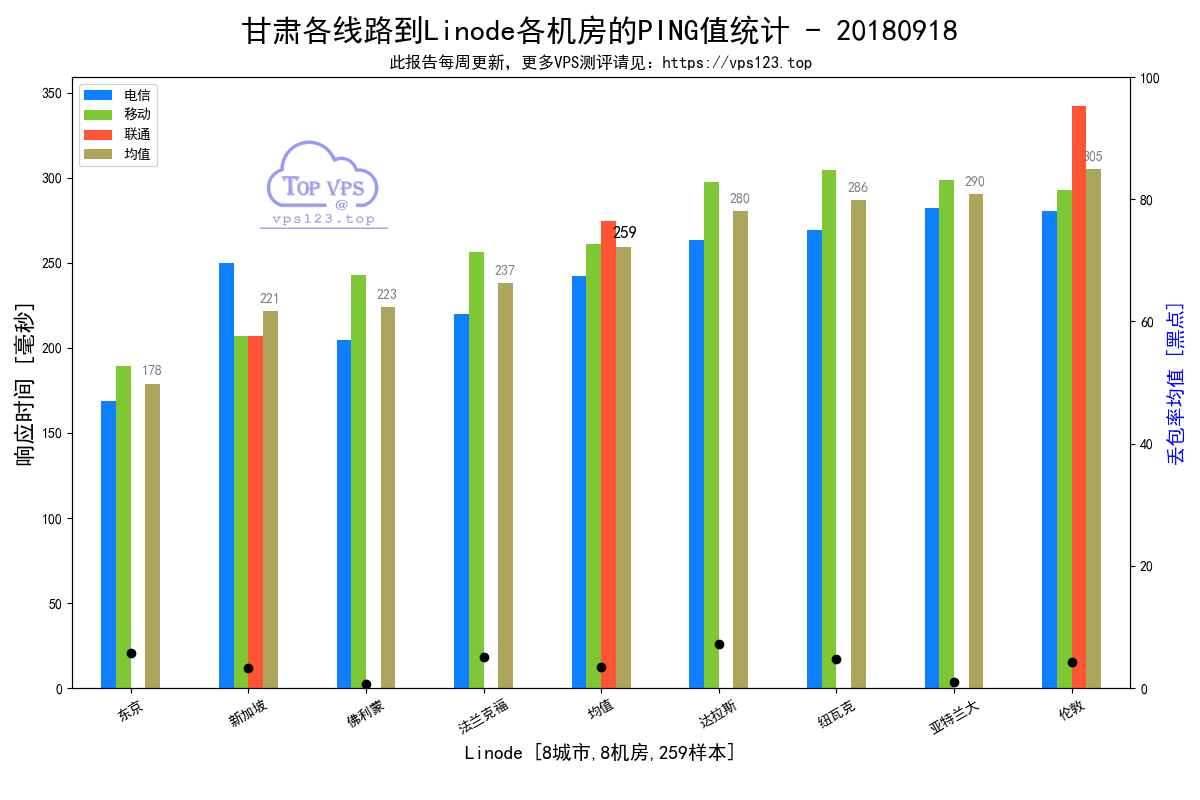 甘肃各线路到Linode各机房的PING值统计 - 20180918
此报告每周更新，更多VPS测评请见：https://vps123.top
电信
移动
联通
均值
TOP VPS
@
vps123.top
响应时间 [毫秒]
350
300
250
200
150
100
50
0
178
221
223
237
259
280
286
290
305
100
80
60
40
20
0
丢包率均值 [黑点]
东京
新加坡
佛利蒙
法兰克福
均值
达拉斯
纽瓦克
亚特兰大
伦敦
Linode [8城市,8机房,259样本]